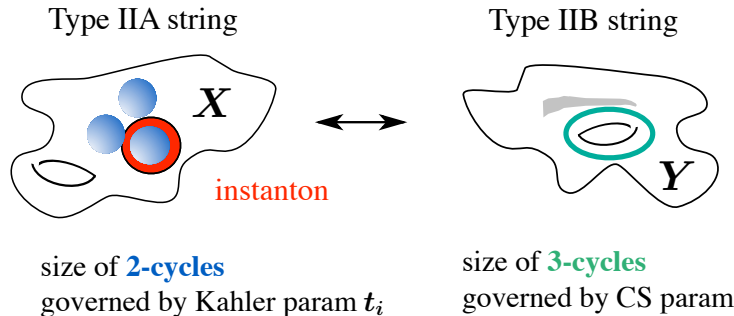 Type IIA string
Type IIB string
X
instanton
Y
size of 2-cycles
governed by Kahler param t_i
size of 3-cycles
governed by CS param